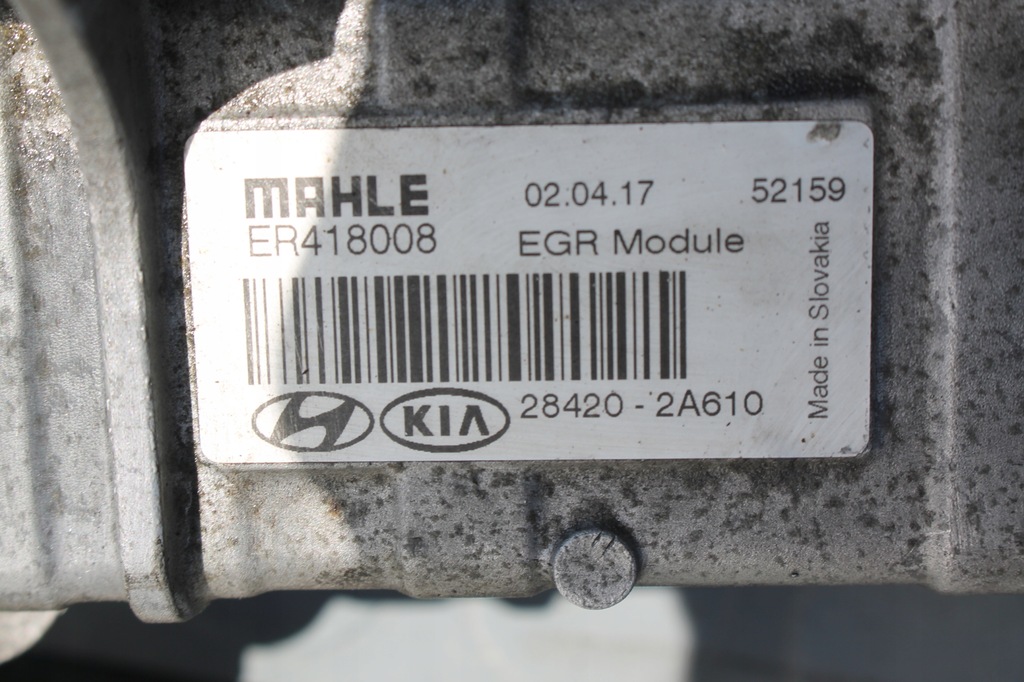 MAHLE 02.04.17 52159
ER418008 EGR Module
KIA 28420 - 2A610
Made in Slovakia